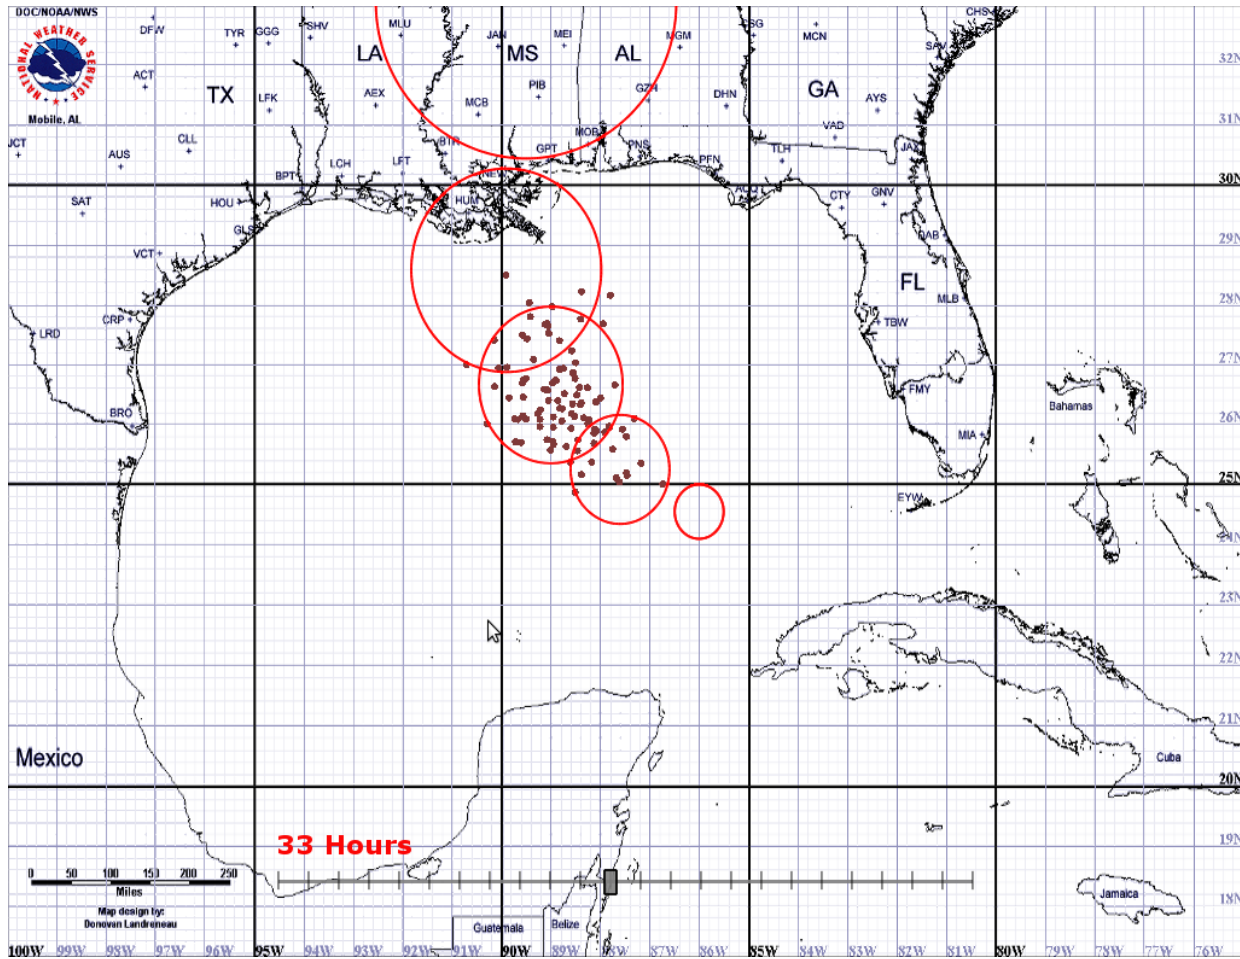 DOC/NOAA/NWS
NATIONAL WEATHER SERVICE
Mobile, AL
DFW
TYR
GGG
SHV
MLU
JAN
MEI
MGM
MCN
CHS
SAV
LA
MS
AL
GA
TX
32N
ACT
LFK
AEX
MCB
PIB
GZH
DHN
AYS
31N
JCT
AUS
CLL
LCH
LFT
BTR
GPT
MOB
PNS
PFN
TLH
VAD
JAX
BPT
30N
SAT
HOU
HUM
AQQ
CTY
GNV
GLS
29N
VCT
DAB
FL
28N
MLB
CRP
LRD
TBW
27N
FMY
Bahamas
BRO
26N
MIA
25N
EYW
24N
23N
22N
21N
Mexico
Cuba
20N
33 Hours
19N
0 50 100 150 200 250
Miles
Jamaica
18N
Map design by:
Donovan Landreneau
Guatemala
Belize
100W 99W 98W 97W 96W 95W 94W 93W 92W 91W 90W 89W 88W 87W 86W 85W 84W 83W 82W 81W 80W 79W 78W 77W 76W